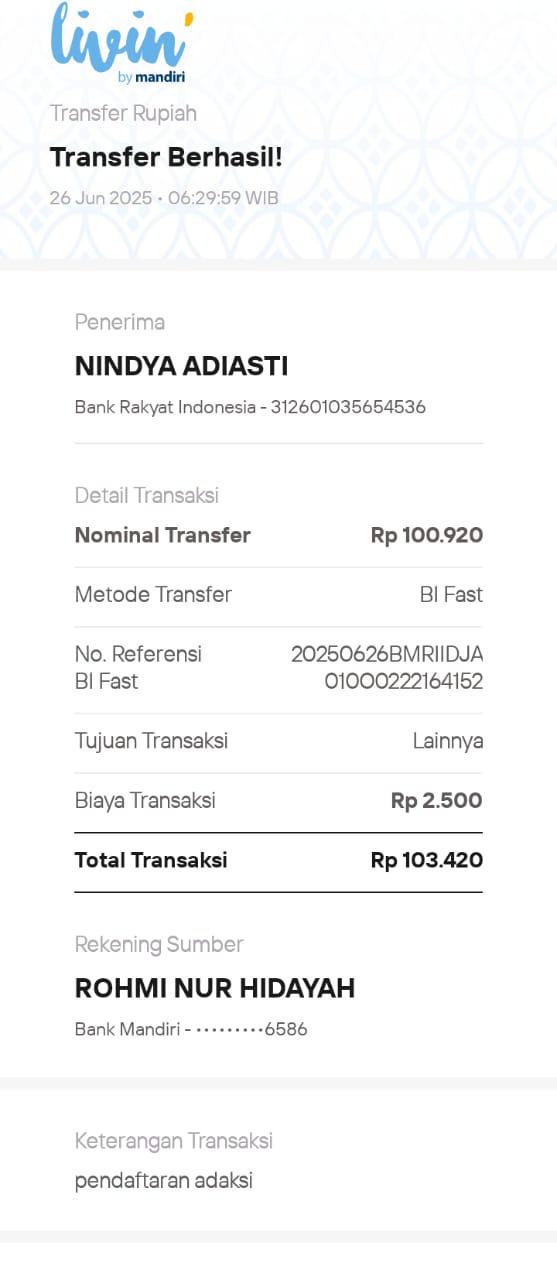 livin'
by mandiri
Transfer Rupiah
Transfer Berhasil!
26 Jun 2025 • 06:29:59 WIB
Penerima
NINDYA ADIASTI
Bank Rakyat Indonesia - 312601035654536
Detail Transaksi
Nominal Transfer Rp 100.920
Metode Transfer BI Fast
No. Referensi 20250626BMRIIDJA
BI Fast 01O0O222164152
Tujuan Transaksi Lainnya
Biaya Transaksi Rp 2.500
Total Transaksi Rp 103.420
Rekening Sumber
ROHMI NUR HIDAYAH
Bank Mandiri - •••••••••6586
Keterangan Transaksi
pendaftaran adaksi